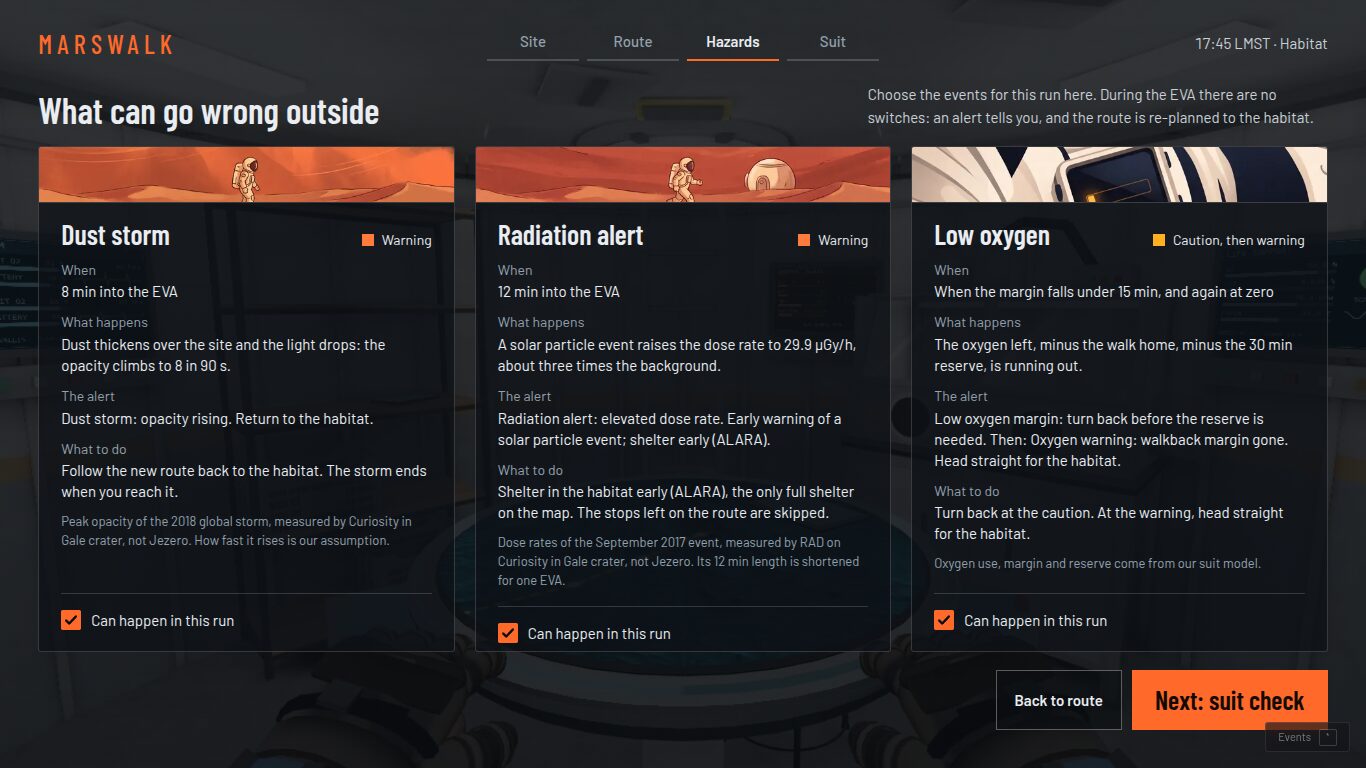 MARSWALK
Site
Route
Hazards
Suit
17:45 LMST · Habitat
What can go wrong outside
Choose the events for this run here. During the EVA there are no
switches: an alert tells you, and the route is re-planned to the habitat.
Dust storm
Warning
When
8 min into the EVA
What happens
Dust thickens over the site and the light drops: the
opacity climbs to 8 in 90 s.
The alert
Dust storm: opacity rising. Return to the habitat.
What to do
Follow the new route back to the habitat. The storm ends
when you reach it.
Peak opacity of the 2018 global storm, measured by Curiosity in
Gale crater, not Jezero. How fast it rises is our assumption.
Can happen in this run
Radiation alert
Warning
When
12 min into the EVA
What happens
A solar particle event raises the dose rate to 29.9 µGy/h,
about three times the background.
The alert
Radiation alert: elevated dose rate. Early warning of a
solar particle event; shelter early (ALARA).
What to do
Shelter in the habitat early (ALARA), the only full shelter
on the map. The stops left on the route are skipped.
Dose rates of the September 2017 event, measured by RAD on
Curiosity in Gale crater, not Jezero. Its 12 min length is shortened
for one EVA.
Can happen in this run
Low oxygen
Caution, then warning
When
When the margin falls under 15 min, and again at zero
What happens
The oxygen left, minus the walk home, minus the 30 min
reserve, is running out.
The alert
Low oxygen margin: turn back before the reserve is
needed. Then: Oxygen warning: walkback margin gone.
Head straight for the habitat.
What to do
Turn back at the caution. At the warning, head straight
for the habitat.
Oxygen use, margin and reserve come from our suit model.
Can happen in this run
Back to route
Next: suit check
Events